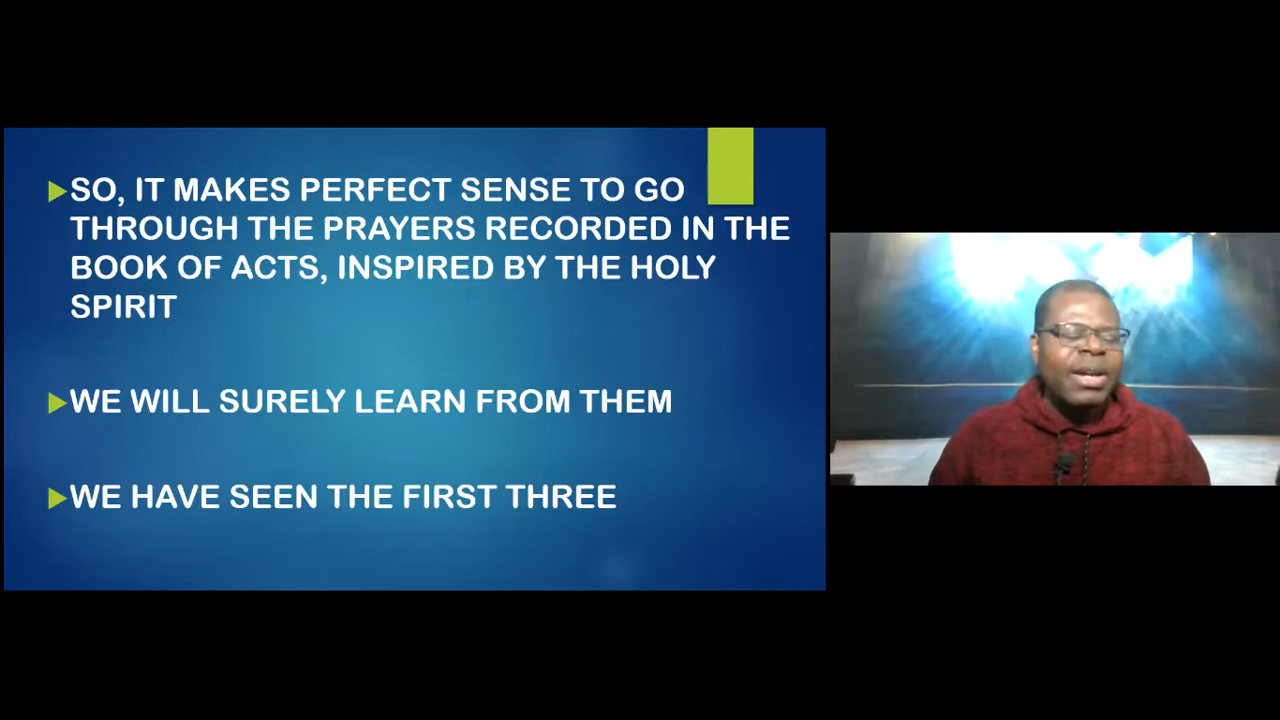 SO, IT MAKES PERFECT SENSE TO GO
THROUGH THE PRAYERS RECORDED IN THE
BOOK OF ACTS, INSPIRED BY THE HOLY
SPIRIT
WE WILL SURELY LEARN FROM THEM
WE HAVE SEEN THE FIRST THREE